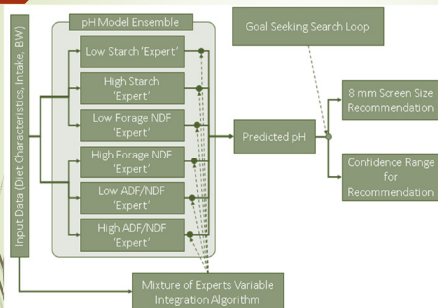 pH Model Ensemble
Goal Seeking Search Loop
Input Data (Diet Characteristics, Intake, BW)
Low Starch 'Expert'
High Starch
'Expert'
Low Forage NDF
'Expert'
High Forage NDF
'Expert'
Low ADF/NDF
'Expert'
High ADF/NDF
'Expert'
Predicted pH
8 mm Screen Size
Recommendation
Confidence Range
for
Recommendation
Mixture of Experts Variable
Integration Algorithm